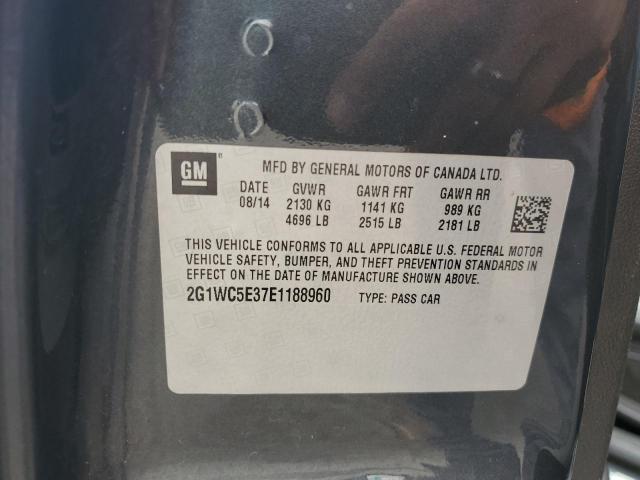 GM® MFD BY GENERAL MOTORS OF CANADA LTD.
DATE GVWR GAWR FRT GAWR RR
08/14 2130 KG 1141 KG 989 KG
4696 LB 2515 LB 2181 LB
THIS VEHICLE CONFORMS TO ALL APPLICABLE U.S. FEDERAL MOTOR
VEHICLE SAFETY, BUMPER, AND THEFT PREVENTION STANDARDS IN
EFFECT ON THE DATE OF MANUFACTURE SHOWN ABOVE.
2G1WC5E37E1188960 TYPE: PASS CAR